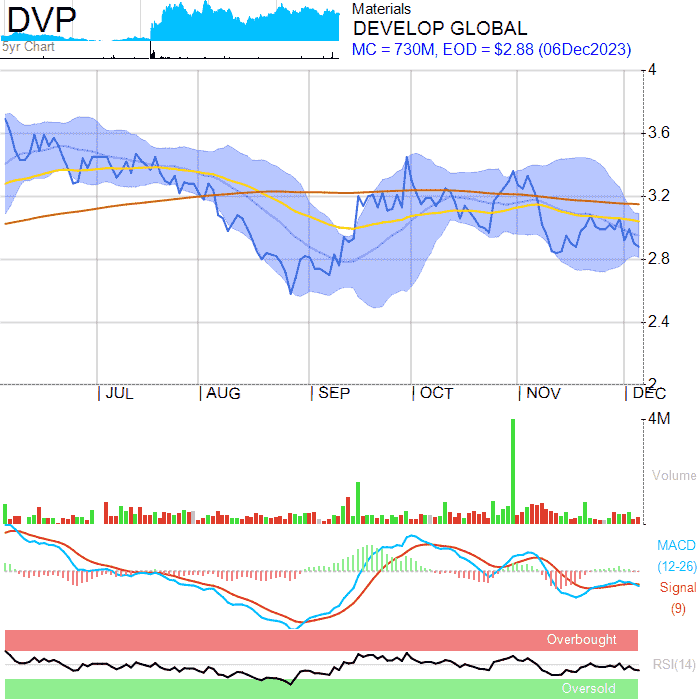 DVP
5yr Chart
Materials
DEVELOP GLOBAL
MC = 730M, EOD = $2.88 (06Dec2023)
4
3.6
3.2
2.8
2.4
2
JUL AUG SEP OCT NOV DEC
4M
Volume
MACD
(12-26)
Signal
(9)
Overbought
RSI(14)
Oversold